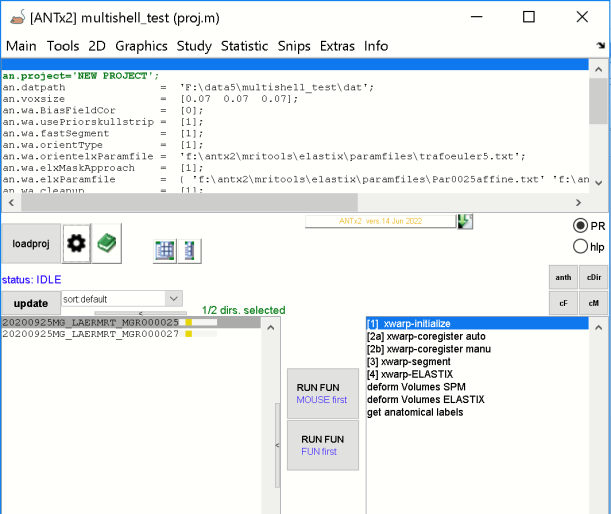 [ANTx2] multishell_test (proj.m)
Main Tools 2D Graphics Study Statistic Snips Extras Info
an.project='NEW PROJECT';
an.datpath = 'F:\data5\multishell_test\dat';
an.voxsize = [0.07 0.07 0.07];
an.wa.BiasFieldCor = [0];
an.wa.usePriorskullstrip = [1];
an.wa.fastSegment = [1];
an.wa.orientType = [1];
an.wa.orientelxParamfile = 'f:\antx2\mritools\elastix\paramfiles\trafoeuler5.txt';
an.wa.elxMaskApproach = [1];
an.wa.elxParamfile = { 'f:\antx2\mritools\elastix\paramfiles\Par0025affine.txt' 'f:\an
an.wa.cleanup = [1];
ANTx2 vers.14 Jun 2022
PR
loadproj
hlp
status: IDLE
anth cDir
update sort:default
cF cM
1/2 dirs. selected
20200925MG_LAERMRT_MGR000025
20200925MG_LAERMRT_MGR000027
RUN FUN
MOUSE first
RUN FUN
FUN first
[1] xwarp-initialize
[2a] xwarp-coregister auto
[2b] xwarp-coregister manu
[3] xwarp-segment
[4] xwarp-ELASTIX
deform Volumes SPM
deform Volumes ELASTIX
get anatomical labels